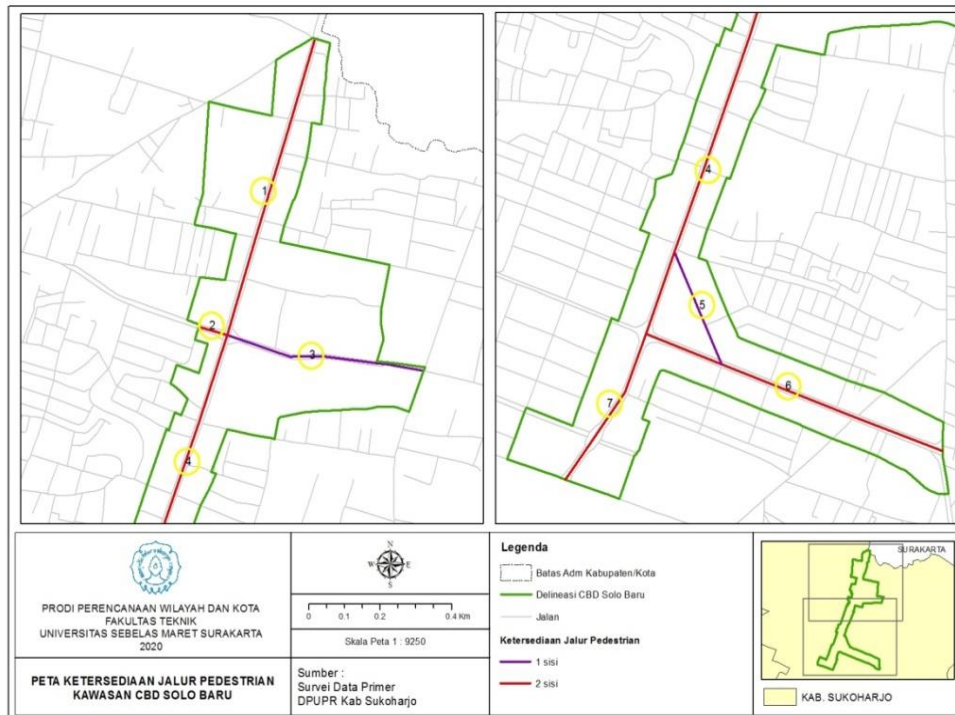 1
2
3
4
4
5
6
7
PRODI PERENCANAAN WILAYAH DAN KOTA
FAKULTAS TEKNIK
UNIVERSITAS SEBELAS MARET SURAKARTA
2020
PETA KETERSEDIAAN JALUR PEDESTRIAN
KAWASAN CBD SOLO BARU
N
W E
S
0 0.1 0.2 0.4 Km
Skala Peta 1 : 9250
Sumber :
Survei Data Primer
DPUPR Kab Sukoharjo
Legenda
Batas Adm Kabupaten/Kota
Delineasi CBD Solo Baru
Jalan
Ketersediaan Jalur Pedestrian
1 sisi
2 sisi
SURAKARTA
KAB. SUKOHARJO